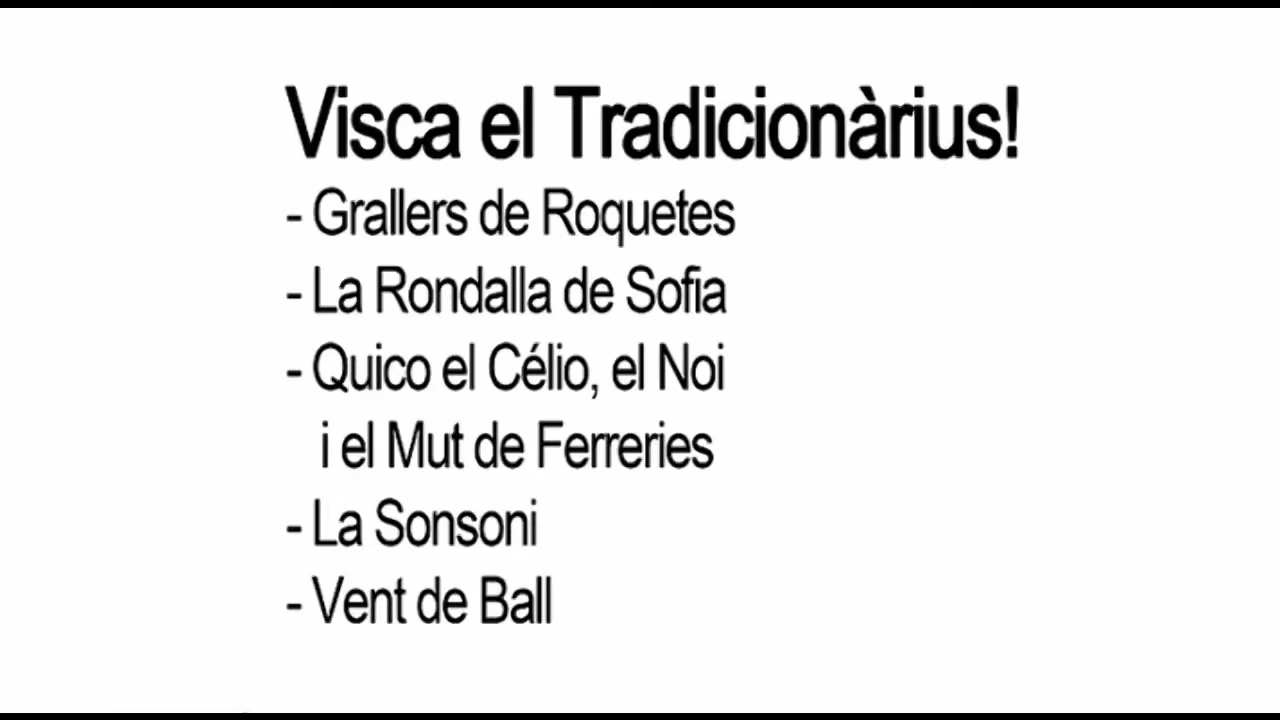 Visca el Tradicionàrius!
- Grallers de Roquetes
- La Rondalla de Sofia
- Quico el Célio, el Noi
i el Mut de Ferreries
- La Sonsoni
- Vent de Ball